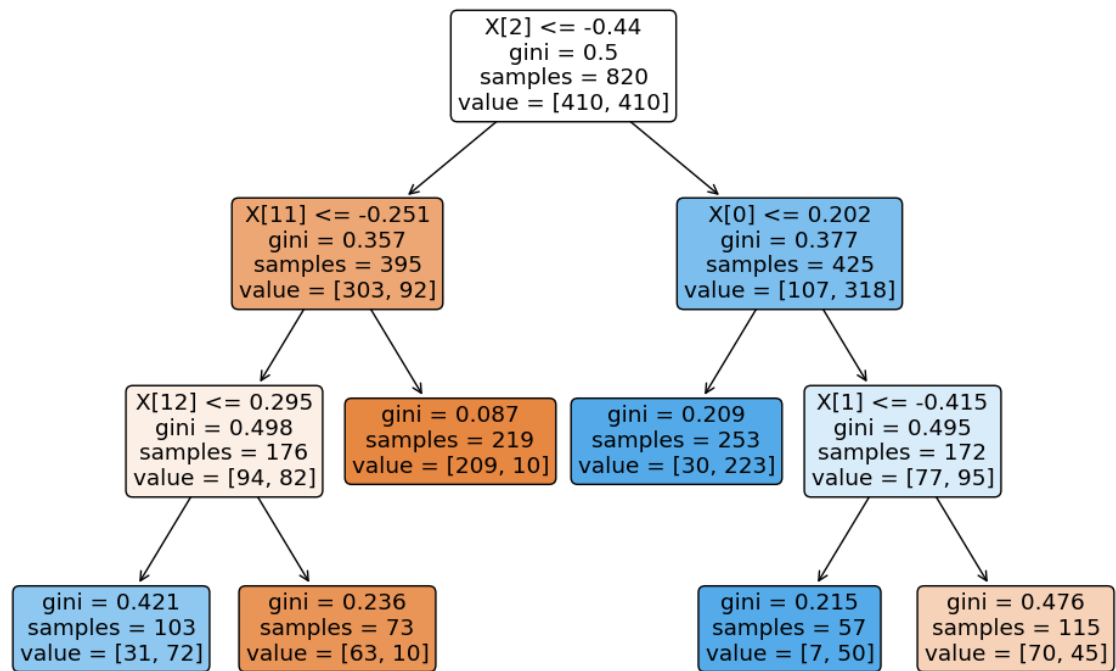 X[2] <= -0.44
gini = 0.5
samples = 820
value = [410, 410]
X[11] <= -0.251
gini = 0.357
samples = 395
value = [303, 92]
X[0] <= 0.202
gini = 0.377
samples = 425
value = [107, 318]
X[12] <= 0.295
gini = 0.498
samples = 176
value = [94, 82]
gini = 0.087
samples = 219
value = [209, 10]
gini = 0.209
samples = 253
value = [30, 223]
X[1] <= -0.415
gini = 0.495
samples = 172
value = [77, 95]
gini = 0.421
samples = 103
value = [31, 72]
gini = 0.236
samples = 73
value = [63, 10]
gini = 0.215
samples = 57
value = [7, 50]
gini = 0.476
samples = 115
value = [70, 45]